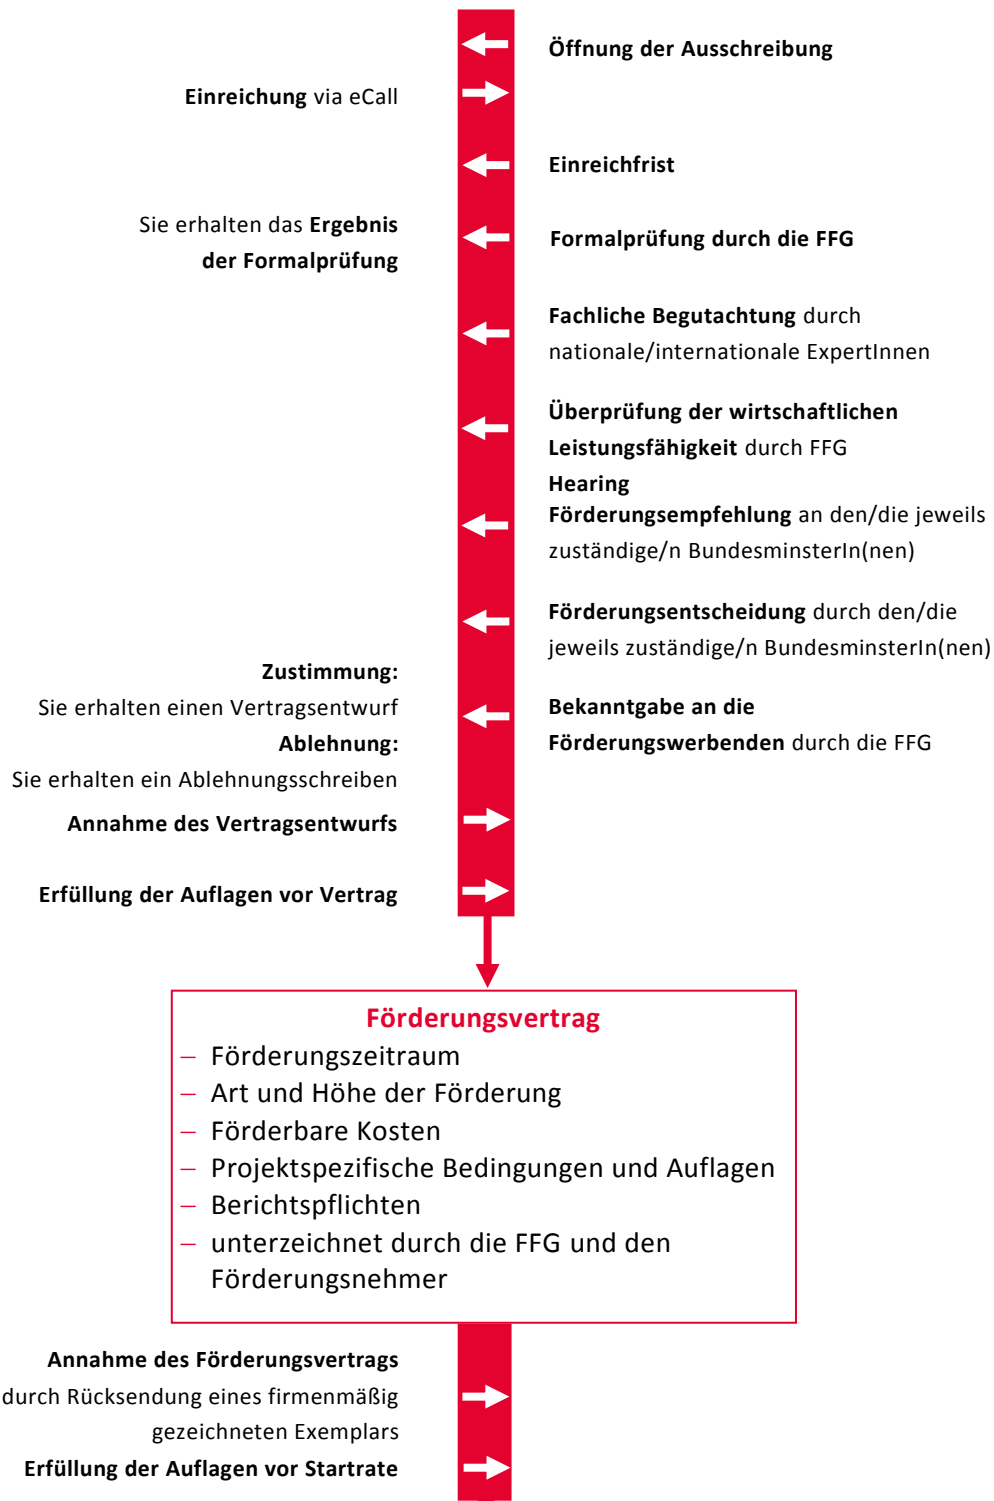 Öffnung der Ausschreibung
Einreichung via eCall
Einreichfrist
Sie erhalten das Ergebnis
der Formalprüfung
Formalprüfung durch die FFG
Fachliche Begutachtung durch
nationale/internationale ExpertInnen
Überprüfung der wirtschaftlichen
Leistungsfähigkeit durch FFG
Hearing
Förderungsempfehlung an den/die jeweils
zuständige/n BundesminsterIn(nen)
Förderungsentscheidung durch den/die
jeweils zuständige/n BundesminsterIn(nen)
Zustimmung:
Sie erhalten einen Vertragsentwurf
Ablehnung:
Sie erhalten ein Ablehnungsschreiben
Bekanntgabe an die
Förderungswerbenden durch die FFG
Annahme des Vertragsentwurfs
Erfüllung der Auflagen vor Vertrag
Förderungsvertrag
– Förderungszeitraum
– Art und Höhe der Förderung
– Förderbare Kosten
– Projektspezifische Bedingungen und Auflagen
– Berichtspflichten
– unterzeichnet durch die FFG und den
Förderungsnehmer
Annahme des Förderungsvertrags
durch Rücksendung eines firmenmäßig
gezeichneten Exemplars
Erfüllung der Auflagen vor Startrate